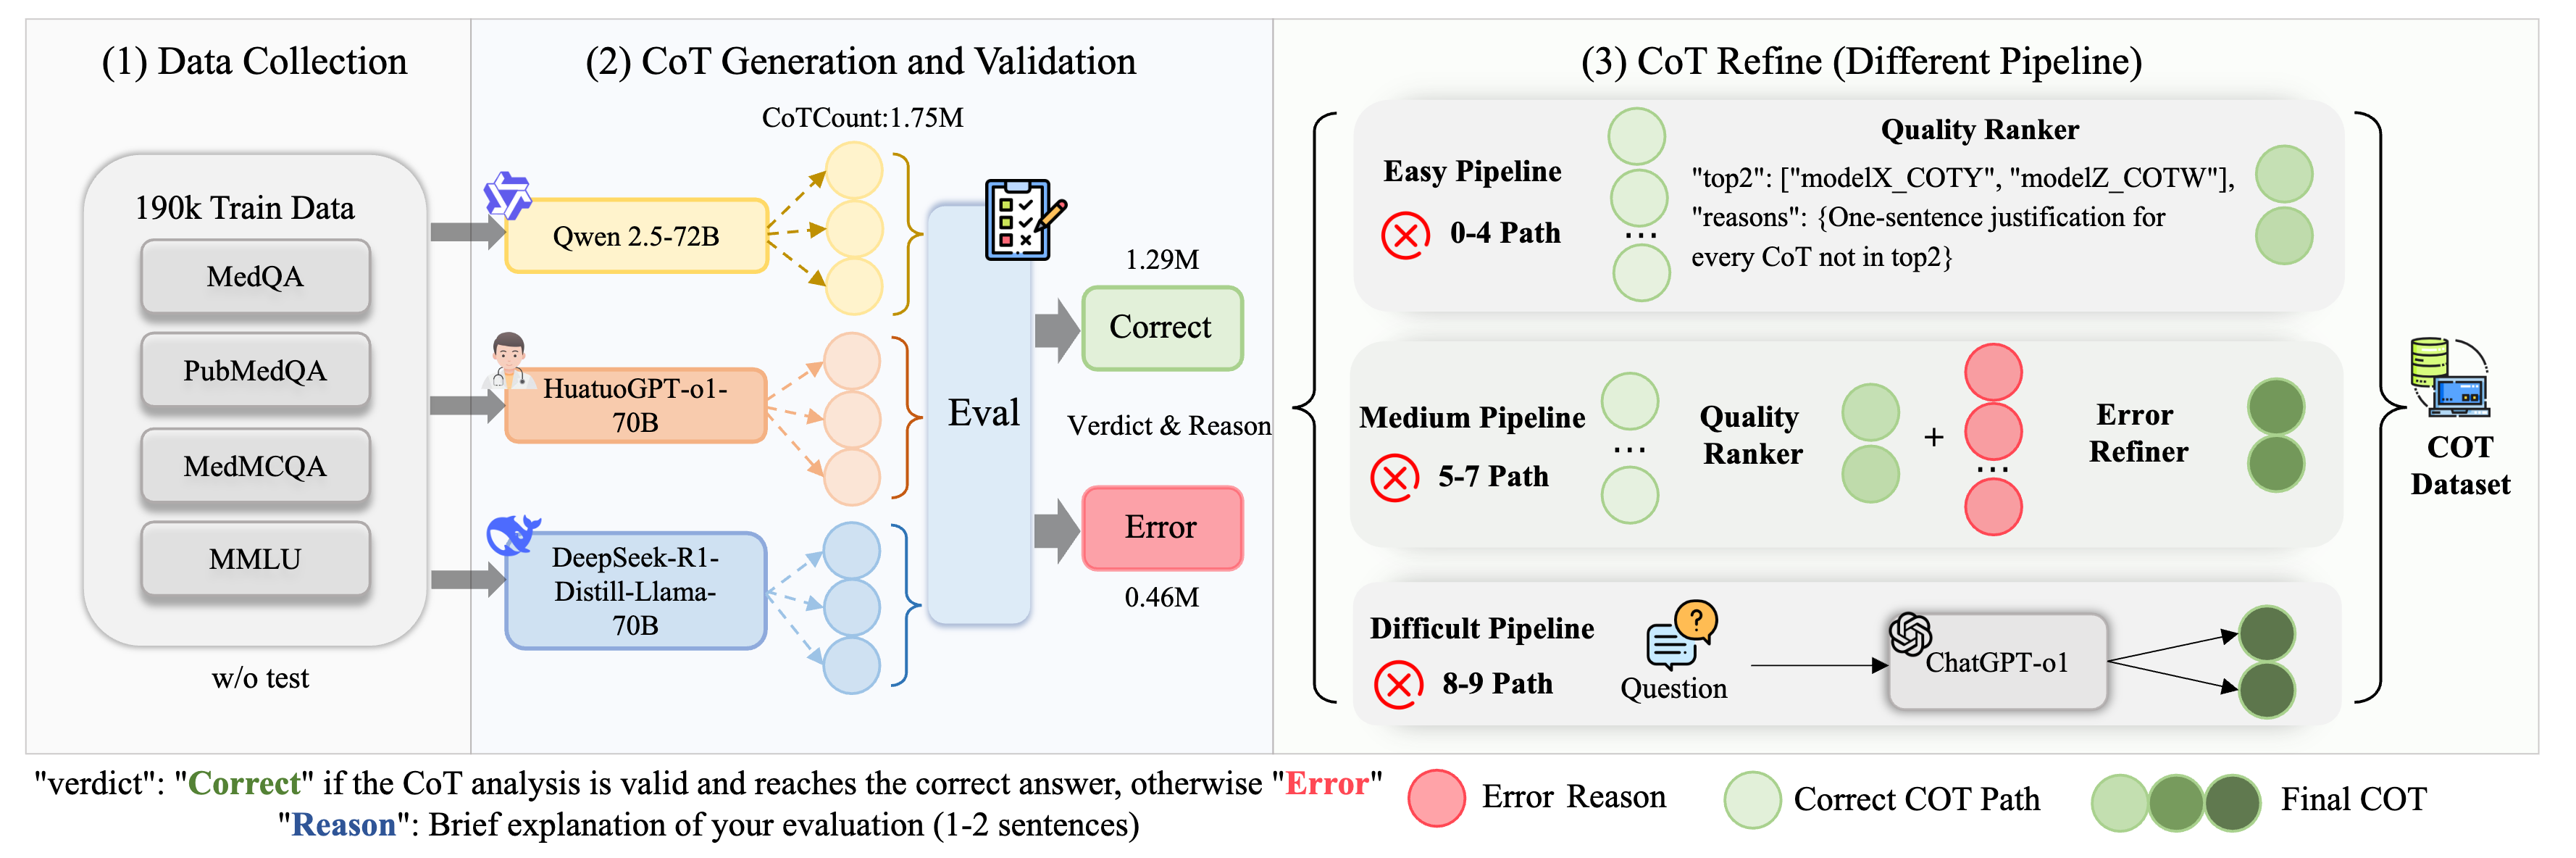 (1) Data Collection
190k Train Data
MedQA
PubMedQA
MedMCQA
MMLU
w/o test
(2) CoT Generation and Validation
CoTCount:1.75M
Qwen 2.5-72B
HuatuoGPT-o1-
70B
DeepSeek-R1-
Distill-Llama-
70B
Eval
1.29M
Correct
Verdict & Reason
Error
0.46M
(3) CoT Refine (Different Pipeline)
Easy Pipeline
0-4 Path
...
Quality Ranker
"top2": ["modelX_COTY", "modelZ_COTW"],
"reasons": {One-sentence justification for
every CoT not in top2}
Medium Pipeline
5-7 Path
...
Quality
Ranker
+
...
Error
Refiner
Difficult Pipeline
8-9 Path
?
Question
ChatGPT-o1
COT
Dataset
"verdict": "Correct" if the CoT analysis is valid and reaches the correct answer, otherwise "Error"
"Reason": Brief explanation of your evaluation (1-2 sentences)
Error Reason
Correct COT Path
Final COT